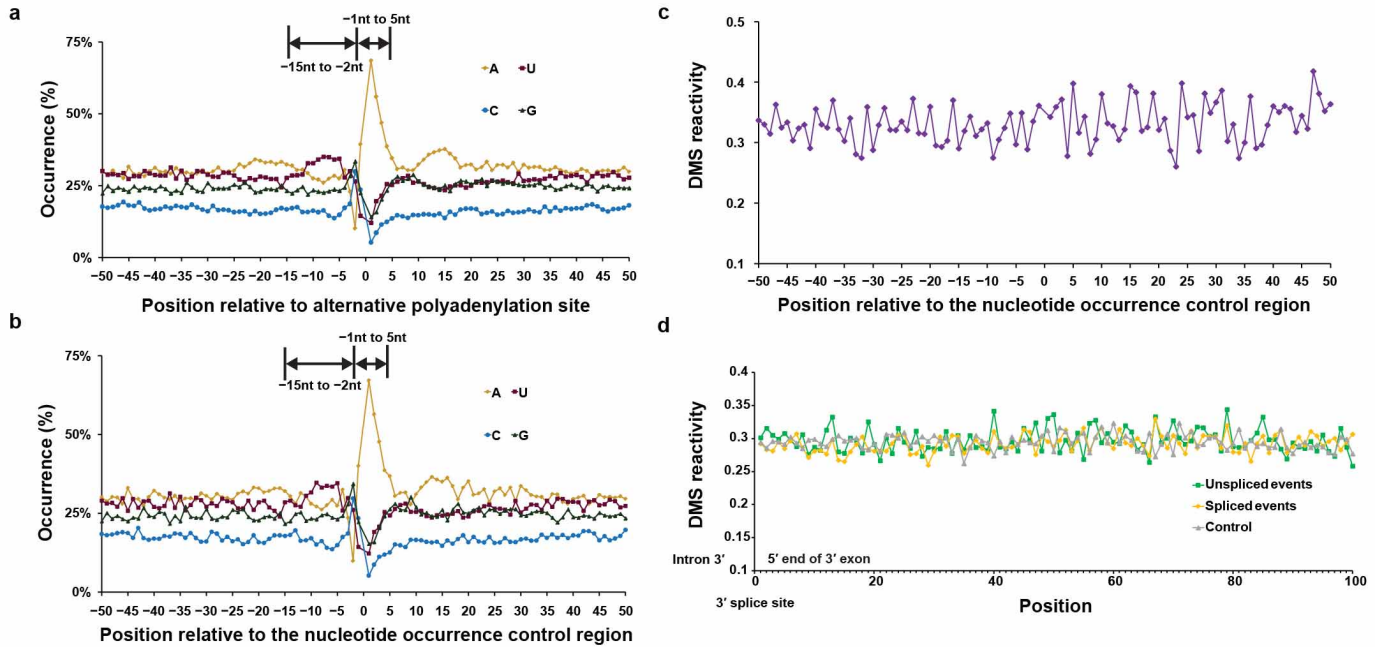 a
−1nt to 5nt
75%
−15nt to −2nt
A U
50%
C G
Occurrence (%)
25%
0%
−50 −45 −40 −35 −30 −25 −20 −15 −10 −5 0 5 10 15 20 25 30 35 40 45 50
Position relative to alternative polyadenylation site
b
−1nt to 5nt
75%
−15nt to −2nt
A U
50%
C G
Occurrence (%)
25%
0%
−50 −45 −40 −35 −30 −25 −20 −15 −10 −5 0 5 10 15 20 25 30 35 40 45 50
Position relative to the nucleotide occurrence control region
c
0.5
0.4
DMS reactivity
0.3
0.2
0.1
−50 −45 −40 −35 −30 −25 −20 −15 −10 −5 0 5 10 15 20 25 30 35 40 45 50
Position relative to the nucleotide occurrence control region
d
0.4
0.35
0.3
DMS reactivity
0.25
0.2
Unspliced events
Spliced events
Control
Intron 3′
5′ end of 3′ exon
0.1
0 20 40 60 80 100
3′ splice site
Position